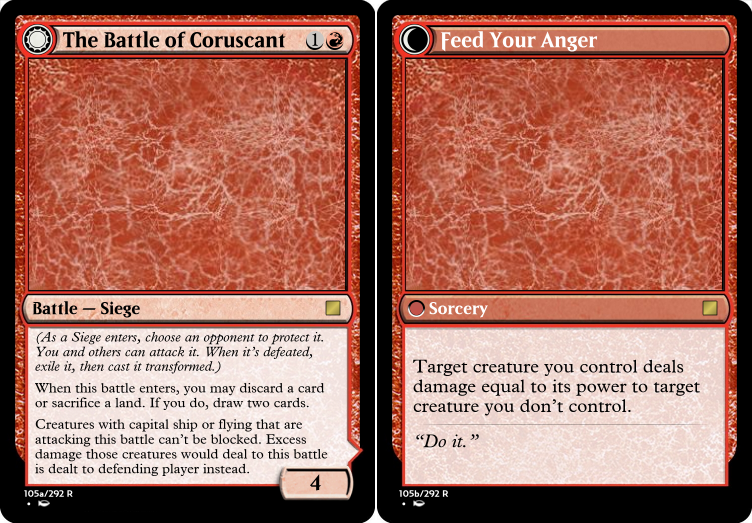 The Battle of Coruscant 1
Battle — Siege
(As a Siege enters, choose an opponent to protect it.
You and others can attack it. When it's defeated,
exile it, then cast it transformed.)
When this battle enters, you may discard a card
or sacrifice a land. If you do, draw two cards.
Creatures with capital ship or flying that are
attacking this battle can't be blocked. Excess
damage those creatures would deal to this battle
is dealt to defending player instead.
4
105a/292 R
Feed Your Anger
Sorcery
Target creature you control deals
damage equal to its power to target
creature you don't control.
“Do it.”
105b/292 R